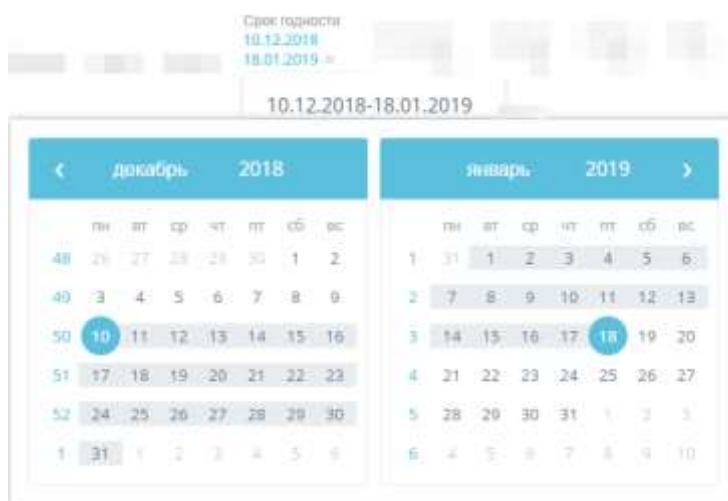 Срок годности
10.12.2018
18.01.2019 ×
10.12.2018-18.01.2019
‹ декабрь 2018
январь 2019 ›
пн вт ср чт пт сб вс
48 26 27 28 29 30 1 2
49 3 4 5 6 7 8 9
50 10 11 12 13 14 15 16
51 17 18 19 20 21 22 23
52 24 25 26 27 28 29 30
1 31 1 2 3 4 5 6
пн вт ср чт пт сб вс
1 31 1 2 3 4 5 6
2 7 8 9 10 11 12 13
3 14 15 16 17 18 19 20
4 21 22 23 24 25 26 27
5 28 29 30 31 1 2 3
6 4 5 6 7 8 9 10